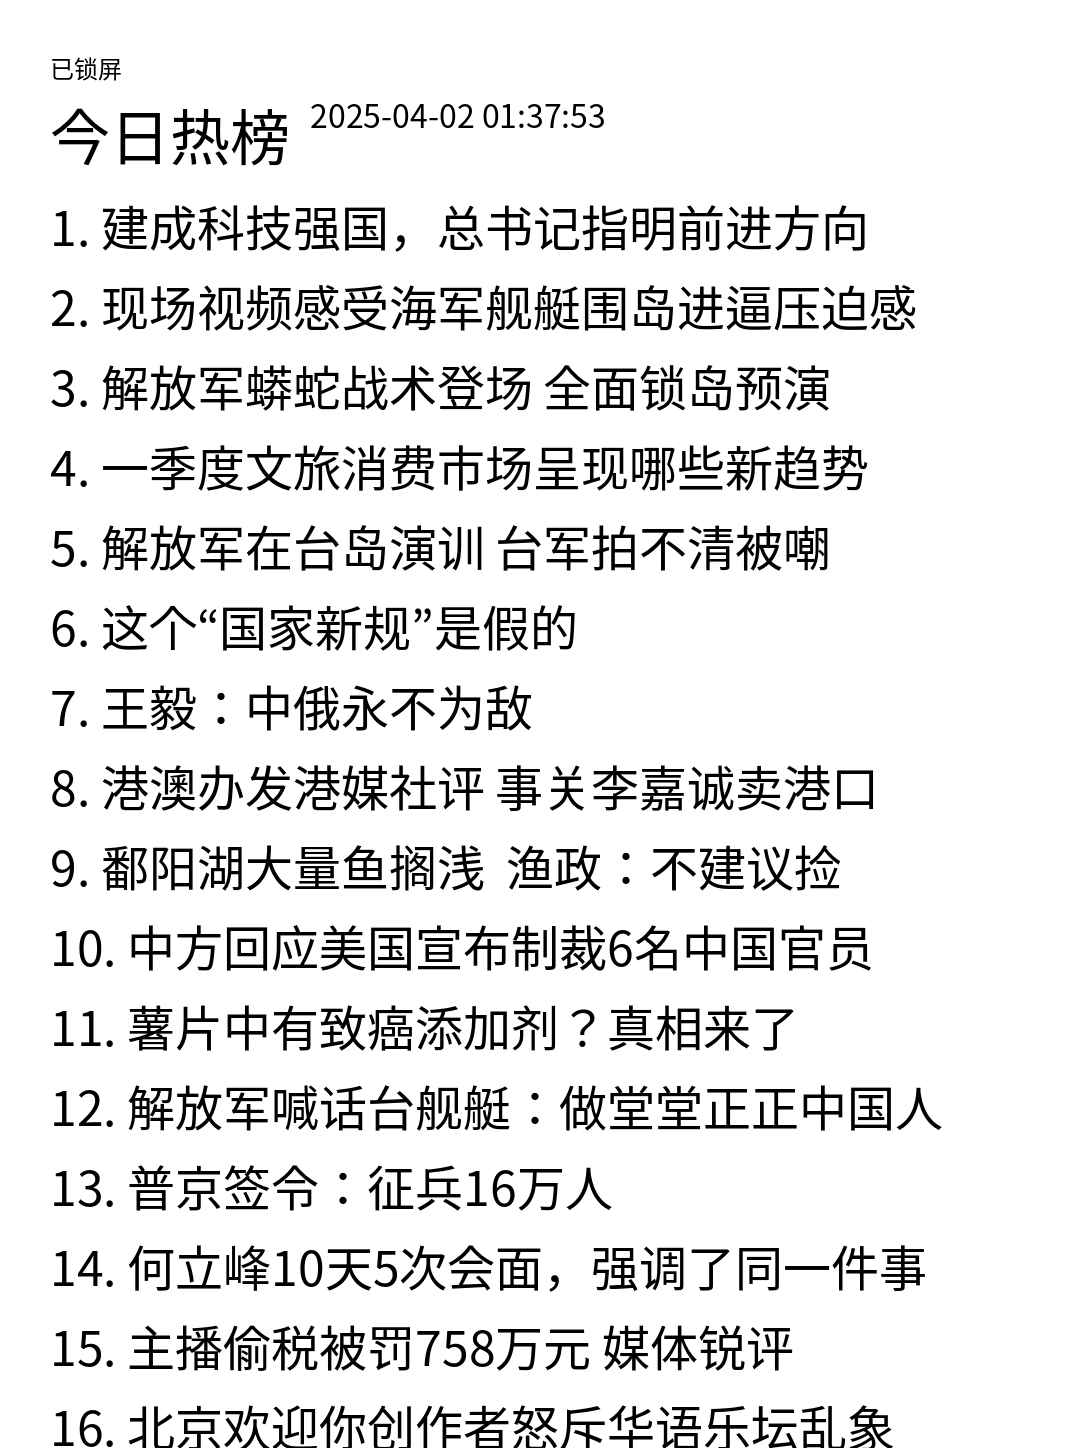 已锁屏
今日热榜 2025-04-02 01:37:53
1. 建成科技强国，总书记指明前进方向
2. 现场视频感受海军舰艇围岛进逼压迫感
3. 解放军蟒蛇战术登场 全面锁岛预演
4. 一季度文旅消费市场呈现哪些新趋势
5. 解放军在台岛演训 台军拍不清被嘲
6. 这个“国家新规”是假的
7. 王毅：中俄永不为敌
8. 港澳办发港媒社评 事关李嘉诚卖港口
9. 鄱阳湖大量鱼搁浅 渔政：不建议捡
10. 中方回应美国宣布制裁6名中国官员
11. 薯片中有致癌添加剂？真相来了
12. 解放军喊话台舰艇：做堂堂正正中国人
13. 普京签令：征兵16万人
14. 何立峰10天5次会面，强调了同一件事
15. 主播偷税被罚758万元 媒体锐评
16. 北京欢迎你创作者怒斥华语乐坛乱象